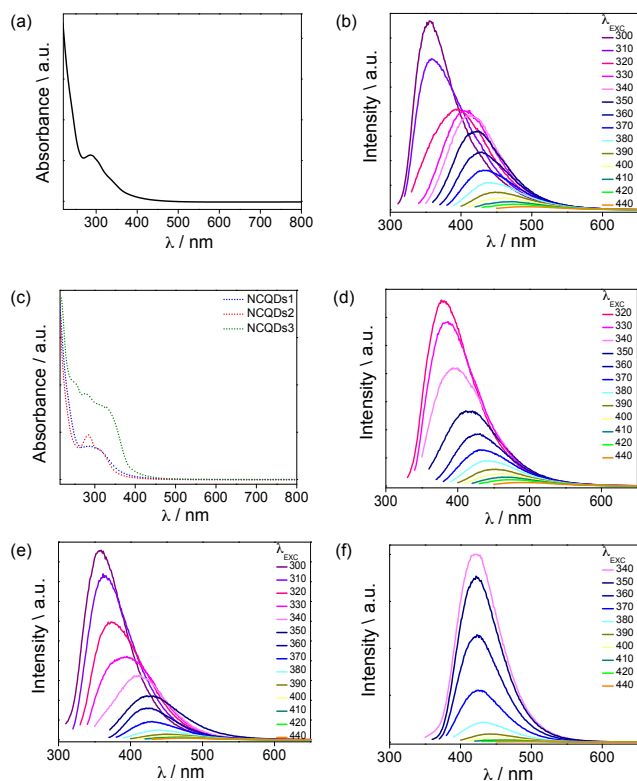 (a)
Absorbance \ a.u.
300 400 500 600 700 800
λ / nm
(b)
Intensity \ a.u.
λEXC
300
310
320
330
340
350
360
370
380
390
400
410
420
440
300 400 500 600
λ / nm
(c)
Absorbance / a.u.
NCQDs1
NCQDs2
NCQDs3
300 400 500 600 700 800
λ / nm
(d)
Intensity \ a.u.
λEXC
320
330
340
350
360
370
380
390
400
410
420
440
300 400 500 600
λ / nm
(e)
Intensity \ a.u.
λEXC
300
310
320
330
340
350
360
370
380
390
400
410
420
440
300 400 500 600
λ / nm
(f)
Intensity \ a.u.
λEXC
340
350
360
370
380
390
400
410
420
440
300 400 500 600
λ / nm